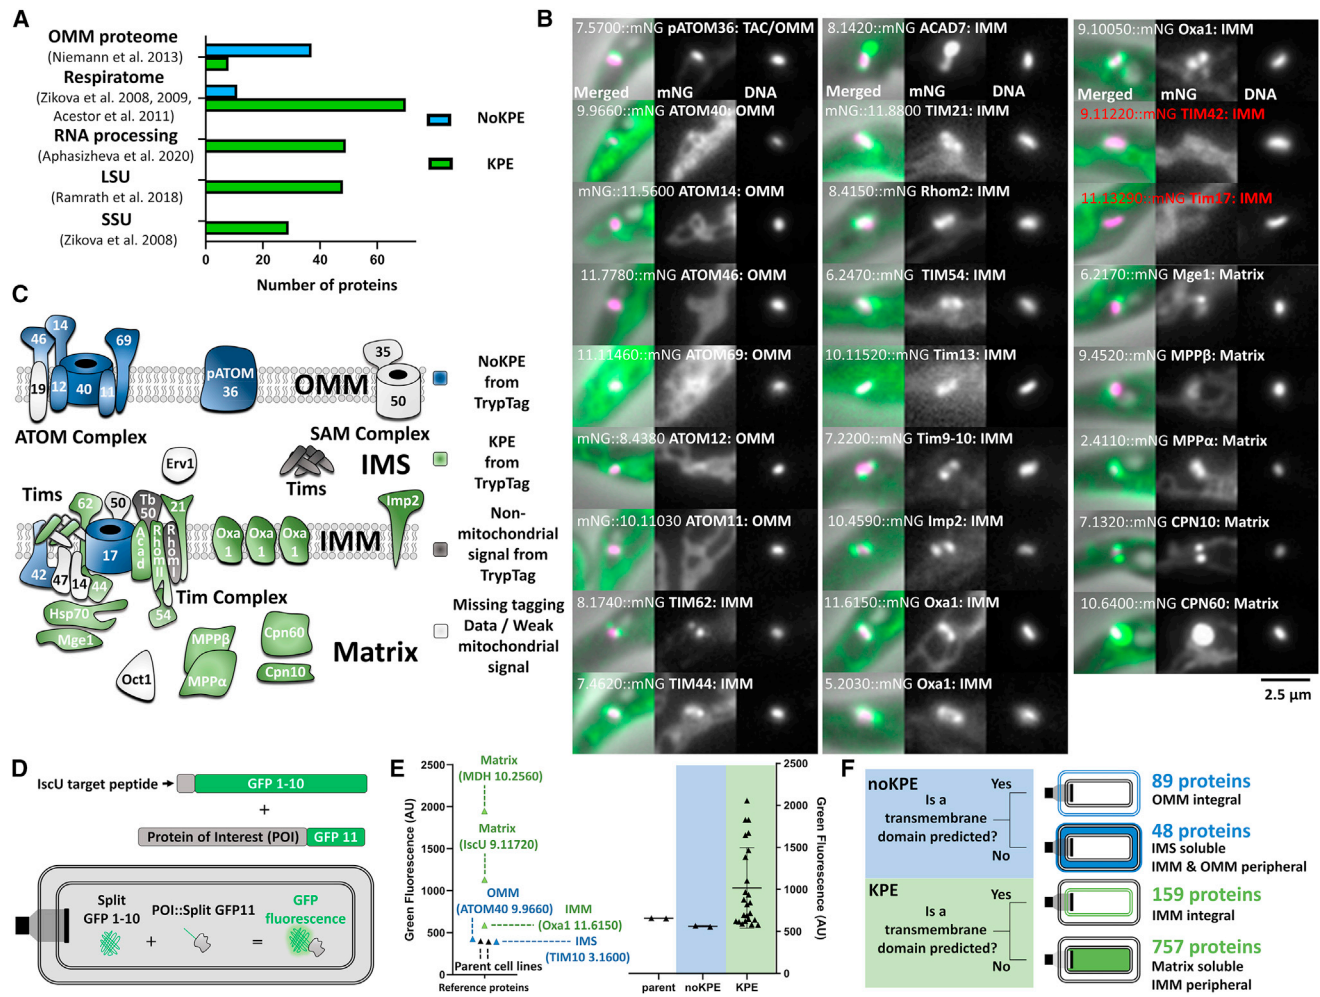 A
OMM proteome
(Niemann et al. 2013)
Respiratome
(Zikova et al. 2008, 2009,
Acestor et al. 2011)
RNA processing
(Aphasizheva et al. 2020)
LSU
(Ramrath et al. 2018)
SSU
(Zikova et al. 2008)
0 20 40 60
Number of proteins
NoKPE
KPE
B
7.5700::mNG pATOM36: TAC/OMM
Merged mNG DNA
9.9660::mNG ATOM40: OMM
mNG::11.5600 ATOM14: OMM
11.7780::mNG ATOM46: OMM
11.11460::mNG ATOM69: OMM
mNG::8.4380 ATOM12: OMM
mNG::10.11030 ATOM11: OMM
8.1740::mNG TIM62: IMM
7.4620::mNG TIM44: IMM
8.1420::mNG ACAD7: IMM
Merged mNG DNA
mNG::11.8800 TIM21: IMM
8.4150::mNG Rhom2: IMM
6.2470::mNG TIM54: IMM
10.11520::mNG Tim13: IMM
7.2200::mNG Tim9-10: IMM
10.4590::mNG Imp2: IMM
11.6150::mNG Oxa1: IMM
5.2030::mNG Oxa1: IMM
9.10050::mNG Oxa1: IMM
Merged mNG DNA
9.11220::mNG TIM42: IMM
11.13290::mNG Tim17: IMM
6.2170::mNG Mge1: Matrix
9.4520::mNG MPPβ: Matrix
2.4110::mNG MPPα: Matrix
7.1320::mNG CPN10: Matrix
10.6400::mNG CPN60: Matrix
2.5 µm
C
46 14 69
19 12 40 11
pATOM
36
OMM
35
50
ATOM Complex
SAM Complex
Erv1
Tims
IMS
Tims
62 50 Tb
50 21
Imp2
42 47 14 44 17
ACad
RhomII
RhomI
54
Oxa
1
Oxa
1
Oxa
1
IMM
Tim Complex
Hsp70
Mge1
Oct1
MPPβ
MPPα
Cpn60
Cpn10
Matrix
NoKPE
from
TrypTag
KPE
from
TrypTag
Non-
mitochondrial
signal from
TrypTag
Missing tagging
Data / Weak
mitochondrial
signal
D
IscU target peptide
GFP 1-10
+
Protein of Interest (POI) GFP 11
Split
GFP 1-10
+
POI::Split GFP11
=
GFP
fluorescence
E
Green Fluorescence (AU)
2500
2000
1500
1000
500
0
Matrix
(MDH 10.2560)
Matrix
(IscU 9.11720)
OMM
(ATOM40 9.9660)
IMM
(Oxa1 11.6150)
IMS
(TIM10 3.1600)
Parent cell lines
Reference proteins
parent noKPE KPE
2500
2000
1500
1000
500
0
Green Fluorescence (AU)
F
noKPE
Is a
transmembrane
domain predicted?
Yes
No
89 proteins
OMM integral
48 proteins
IMS soluble
IMM & OMM peripheral
KPE
Is a
transmembrane
domain predicted?
Yes
No
159 proteins
IMM integral
757 proteins
Matrix soluble
IMM peripheral